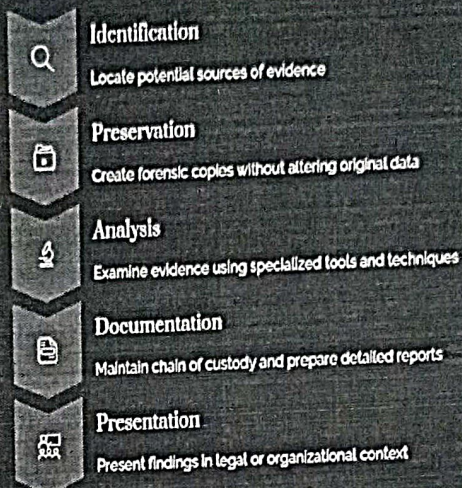 Identification
Locate potential sources of evidence
Preservation
Create forensic copies without altering original data
Analysis
Examine evidence using specialized tools and techniques
Documentation
Maintain chain of custody and prepare detailed reports
Presentation
Present findings in legal or organizational context